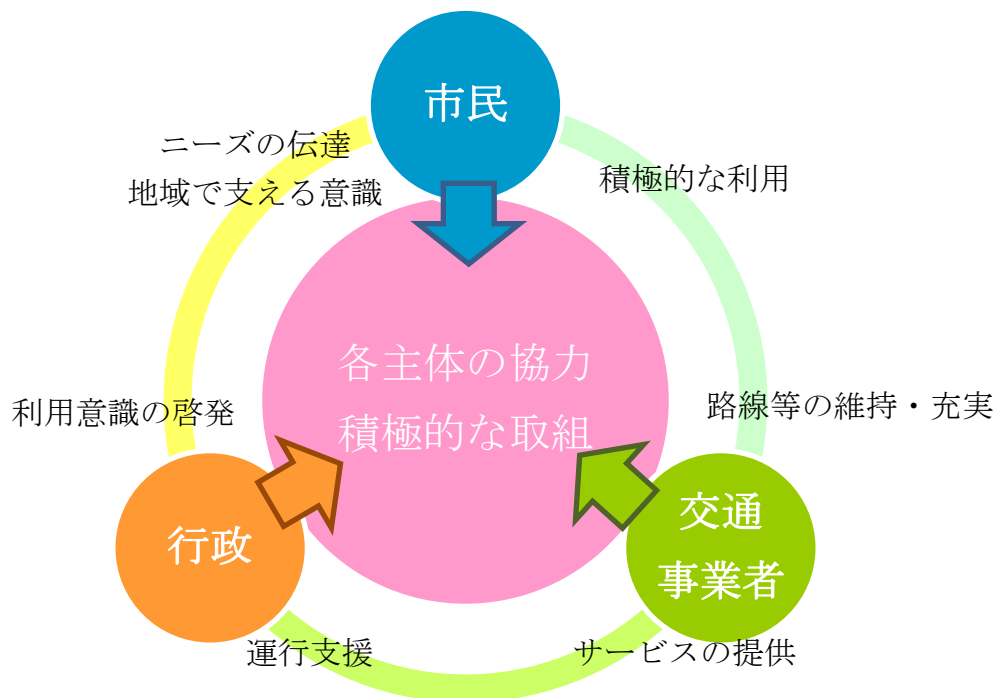 市民
ニーズの伝達
地域で支える意識
積極的な利用
各主体の協力
積極的な取組
利用意識の啓発
路線等の維持・充実
行政
交通
事業者
運行支援
サービスの提供